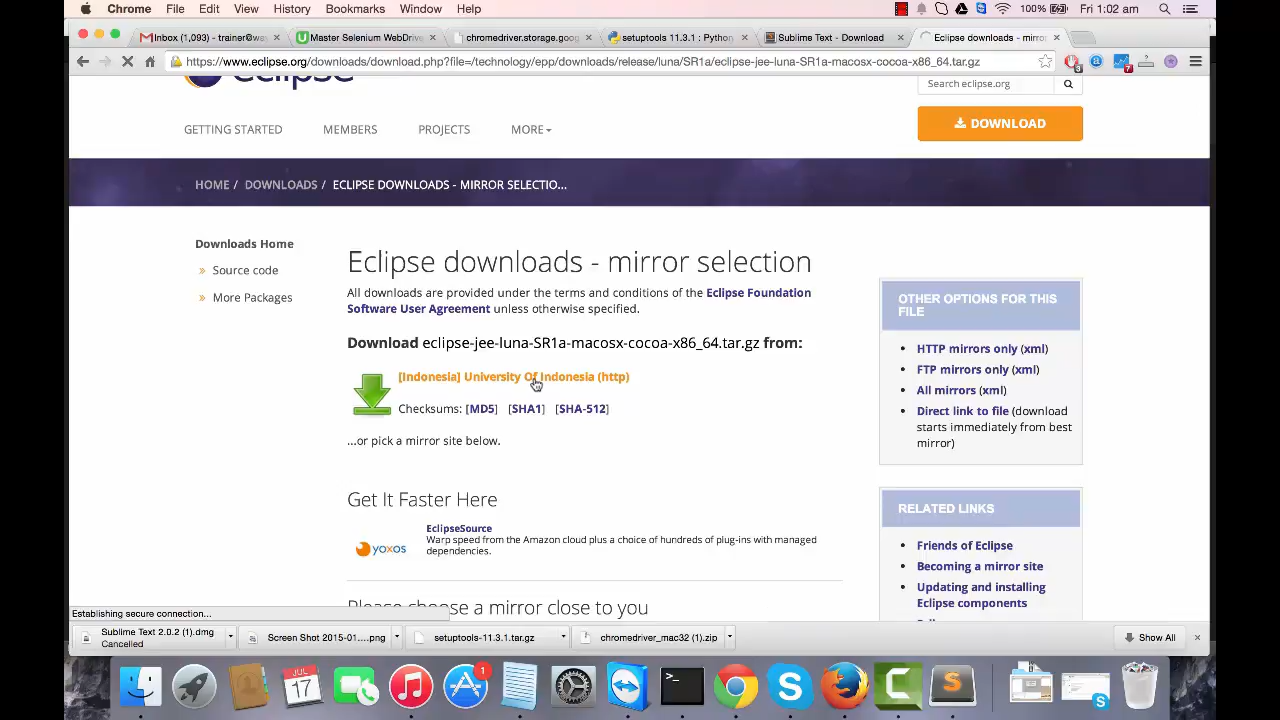 Chrome File Edit View History Bookmarks Window Help 100% Fri 1:02 am
Inbox (1,093) - trainer@we Master Selenium WebDrive chromedriver.storage.goog setuptools 11.3.1 : Python Sublime Text - Download Eclipse downloads - mirro
https://www.eclipse.org/downloads/download.php?file=/technology/epp/downloads/release/luna/SR1a/eclipse-jee-luna-SR1a-macosx-cocoa-x86_64.tar.gz
eclipse
Search eclipse.org
GETTING STARTED MEMBERS PROJECTS MORE
DOWNLOAD
HOME / DOWNLOADS / ECLIPSE DOWNLOADS - MIRROR SELECTIO...
Downloads Home
» Source code
» More Packages
Eclipse downloads - mirror selection
All downloads are provided under the terms and conditions of the Eclipse Foundation
Software User Agreement unless otherwise specified.
Download eclipse-jee-luna-SR1a-macosx-cocoa-x86_64.tar.gz from:
[Indonesia] University Of Indonesia (http)
Checksums: [MD5] [SHA1] [SHA-512]
...or pick a mirror site below.
Get It Faster Here
yoxos
EclipseSource
Warp speed from the Amazon cloud plus a choice of hundreds of plug-ins with managed
dependencies.
Please choose a mirror close to you
OTHER OPTIONS FOR THIS
FILE
• HTTP mirrors only (xml)
• FTP mirrors only (xml)
• All mirrors (xml)
• Direct link to file (download
starts immediately from best
mirror)
RELATED LINKS
• Friends of Eclipse
• Becoming a mirror site
• Updating and installing
Eclipse components
Establishing secure connection...
Sublime Text 2.0.2 (1).dmg
Cancelled
Screen Shot 2015-01....png
setuptools-11.3.1.tar.gz
chromedriver_mac32 (1).zip
Show All
JUL
17
1